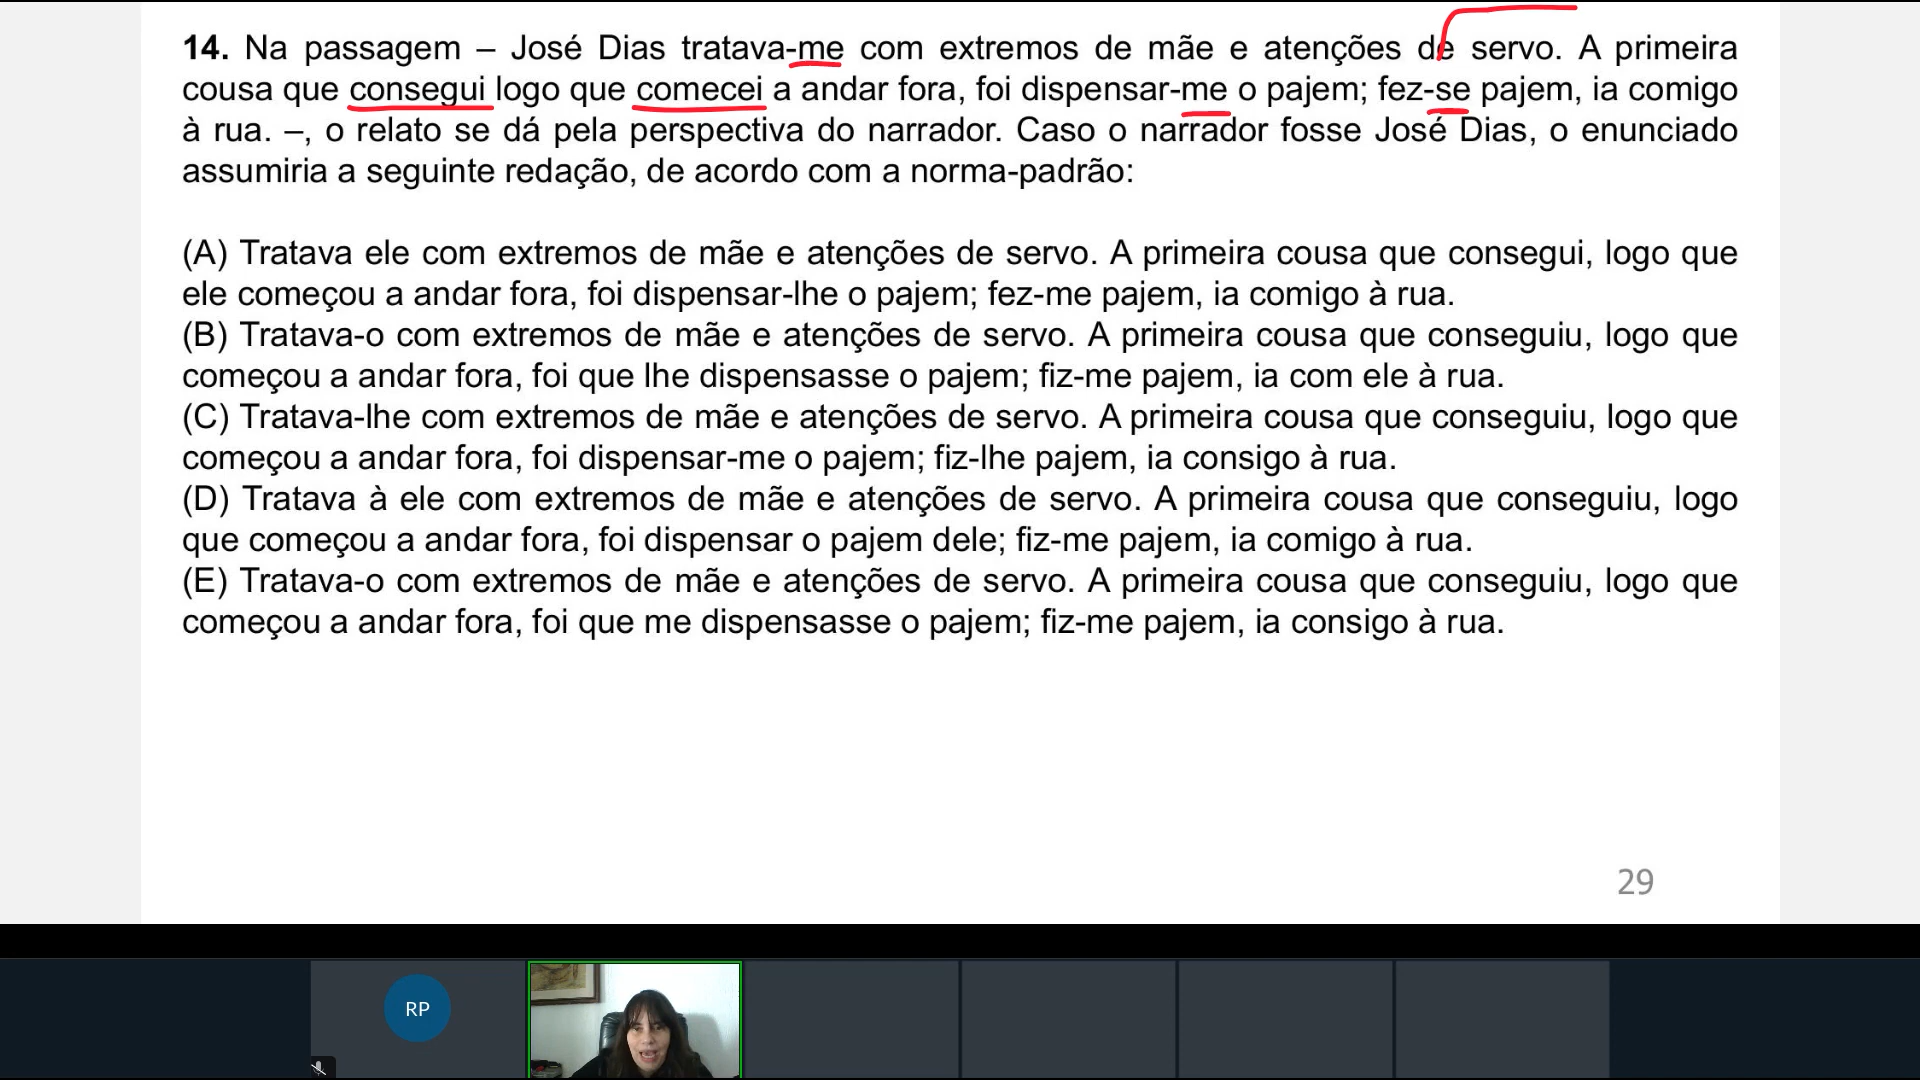 14. Na passagem – José Dias tratava-me com extremos de mãe e atenções de servo. A primeira
cousa que consegui logo que comecei a andar fora, foi dispensar-me o pajem; fez-se pajem, ia comigo
à rua. –, o relato se dá pela perspectiva do narrador. Caso o narrador fosse José Dias, o enunciado
assumiria a seguinte redação, de acordo com a norma-padrão:
(A) Tratava ele com extremos de mãe e atenções de servo. A primeira cousa que consegui, logo que
ele começou a andar fora, foi dispensar-lhe o pajem; fez-me pajem, ia comigo à rua.
(B) Tratava-o com extremos de mãe e atenções de servo. A primeira cousa que conseguiu, logo que
começou a andar fora, foi que lhe dispensasse o pajem; fiz-me pajem, ia com ele à rua.
(C) Tratava-lhe com extremos de mãe e atenções de servo. A primeira cousa que conseguiu, logo que
começou a andar fora, foi dispensar-me o pajem; fiz-lhe pajem, ia consigo à rua.
(D) Tratava à ele com extremos de mãe e atenções de servo. A primeira cousa que conseguiu, logo
que começou a andar fora, foi dispensar o pajem dele; fiz-me pajem, ia comigo à rua.
(E) Tratava-o com extremos de mãe e atenções de servo. A primeira cousa que conseguiu, logo que
começou a andar fora, foi que me dispensasse o pajem; fiz-me pajem, ia consigo à rua.
29
RP